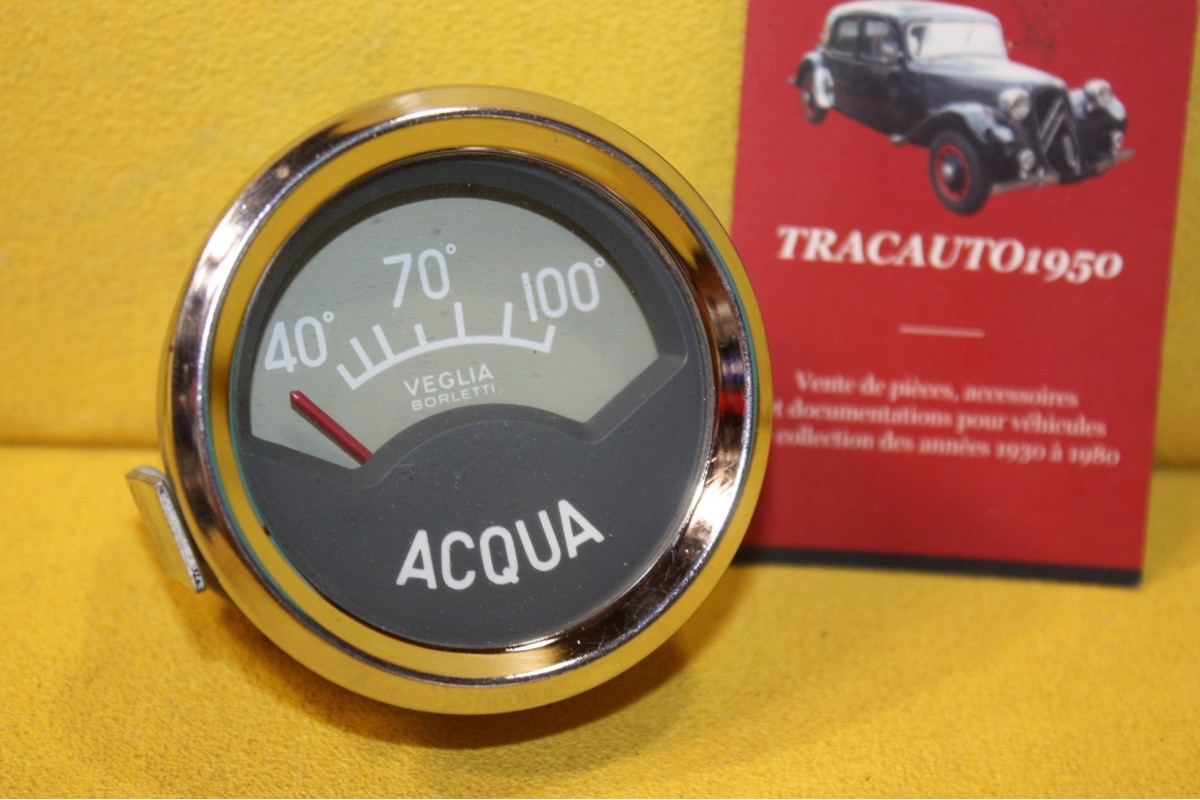 40° 70° 100°
VEGLIA
BORLETTI
ACQUA
TRACAUTO1950
Vente de pièces, accessoires
t documentations pour véhicules
collection des années 1930 à 1980